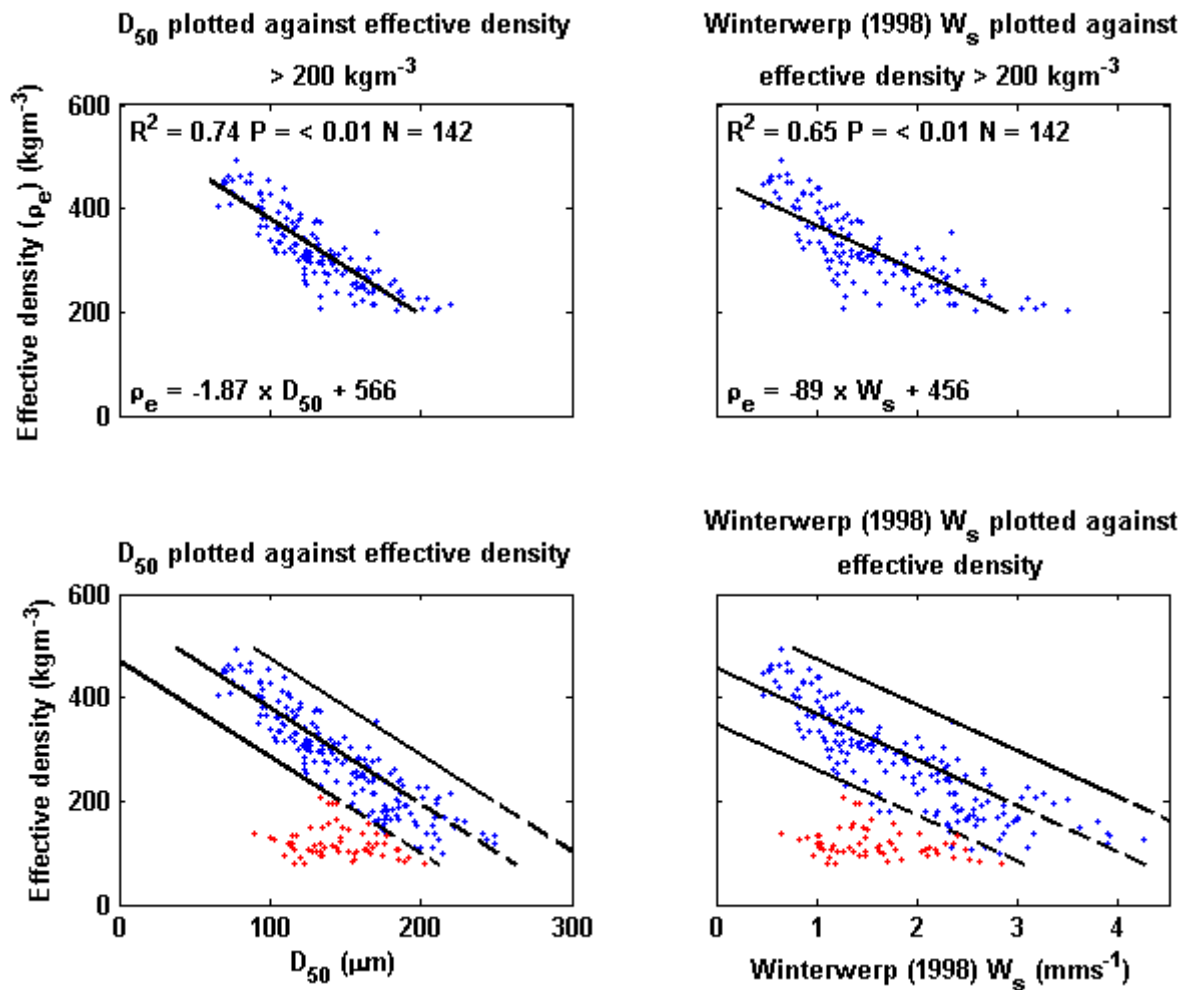 D₅₀ plotted against effective density
> 200 kgm⁻³
Winterwerp (1998) Wₛ plotted against
effective density > 200 kgm⁻³
Effective density (ρₑ) (kgm⁻³)
600
400
200
0
R² = 0.74 P = < 0.01 N = 142
ρₑ = -1.87 x D₅₀ + 566
R² = 0.65 P = < 0.01 N = 142
ρₑ = -89 x Wₛ + 456
D₅₀ plotted against effective density
Winterwerp (1998) Wₛ plotted against
effective density
Effective density (kgm⁻³)
600
400
200
0
0 100 200 300
D₅₀ (μm)
0 1 2 3 4
Winterwerp (1998) Wₛ (mms⁻¹)